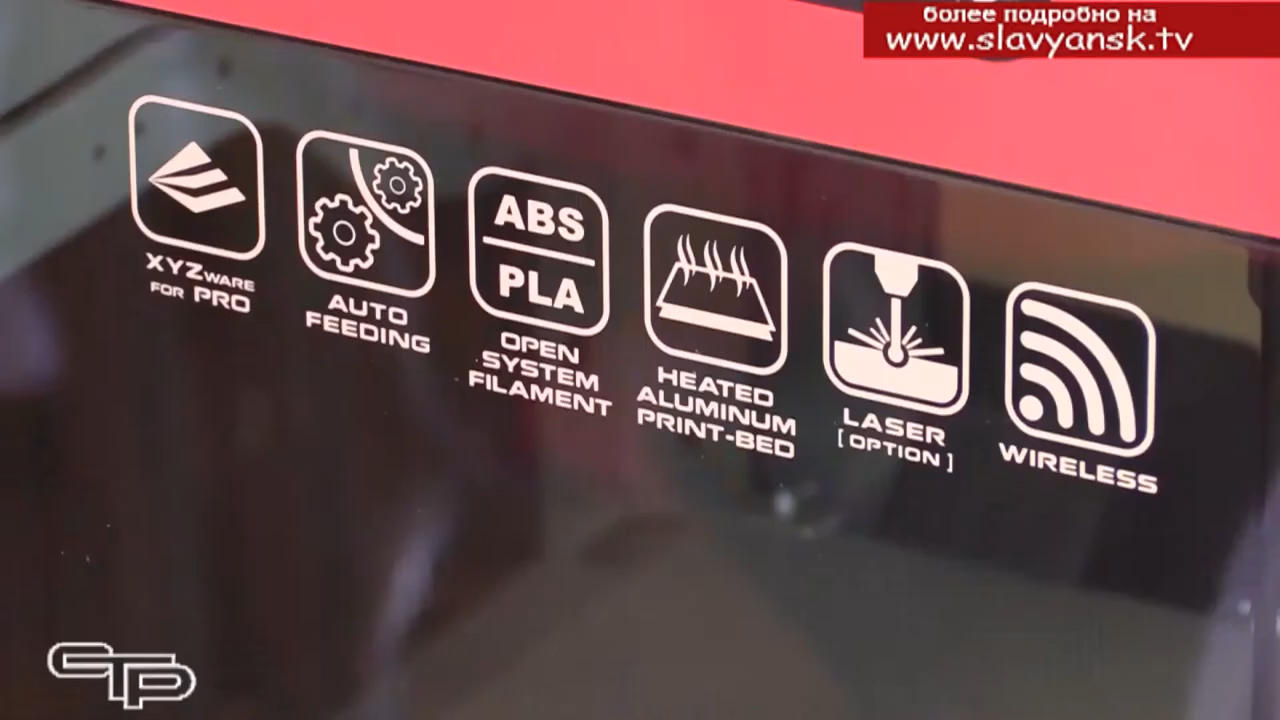 более подробно на
www.slavyansk.tv
XYZWARE
FOR PRO
AUTO
FEEDING
ABS
PLA
OPEN
SYSTEM
FILAMENT
HEATED
ALUMINUM
PRINT-BED
LASER
[ OPTION ]
WIRELESS
СТР